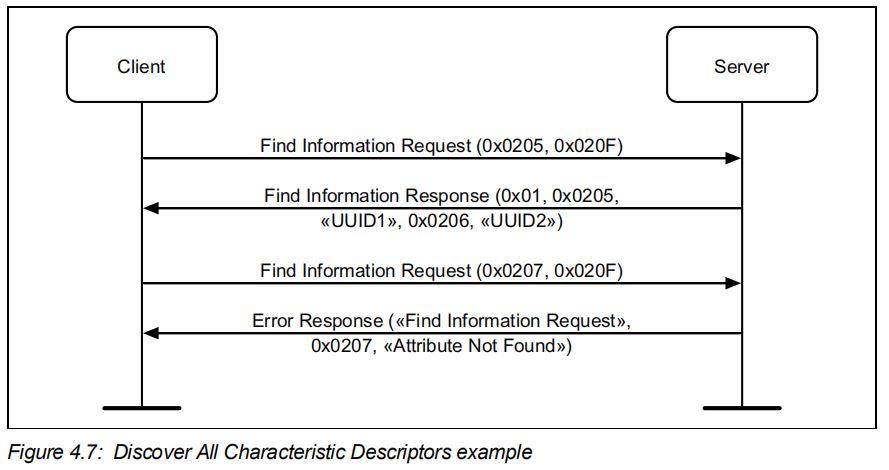 Client
Server
Find Information Request (0x0205, 0x020F)
Find Information Response (0x01, 0x0205,
«UUID1», 0x0206, «UUID2»)
Find Information Request (0x0207, 0x020F)
Error Response («Find Information Request»,
0x0207, «Attribute Not Found»)
Figure 4.7: Discover All Characteristic Descriptors example